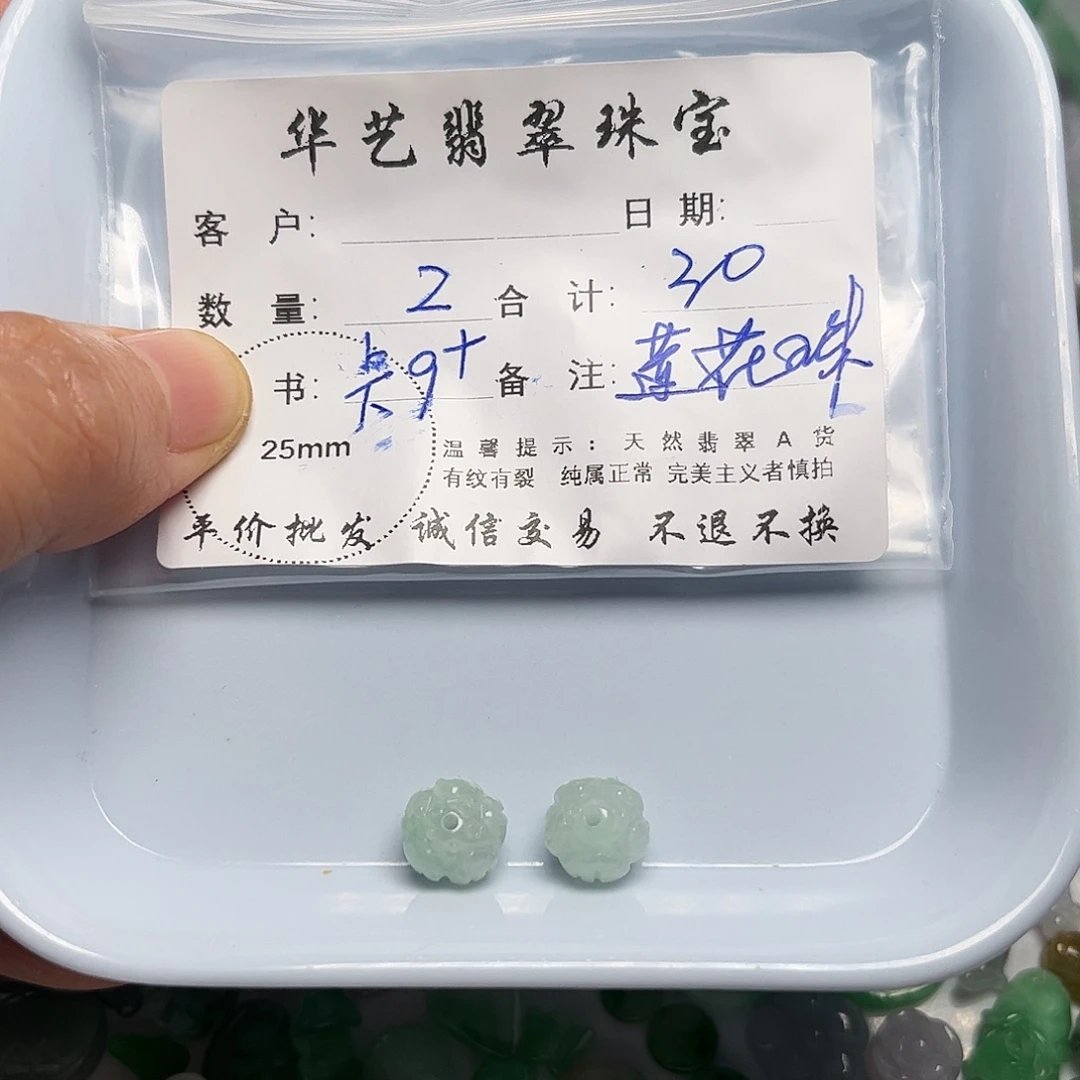 华艺翡翠珠宝
客 户： 日 期：
数 量： 2 合 计： 30
书： 卡9+ 备 注： 莲花珠
25mm
温馨提示：天然翡翠A货
有纹有裂 纯属正常 完美主义者慎拍
平价批发 诚信交易 不退不换